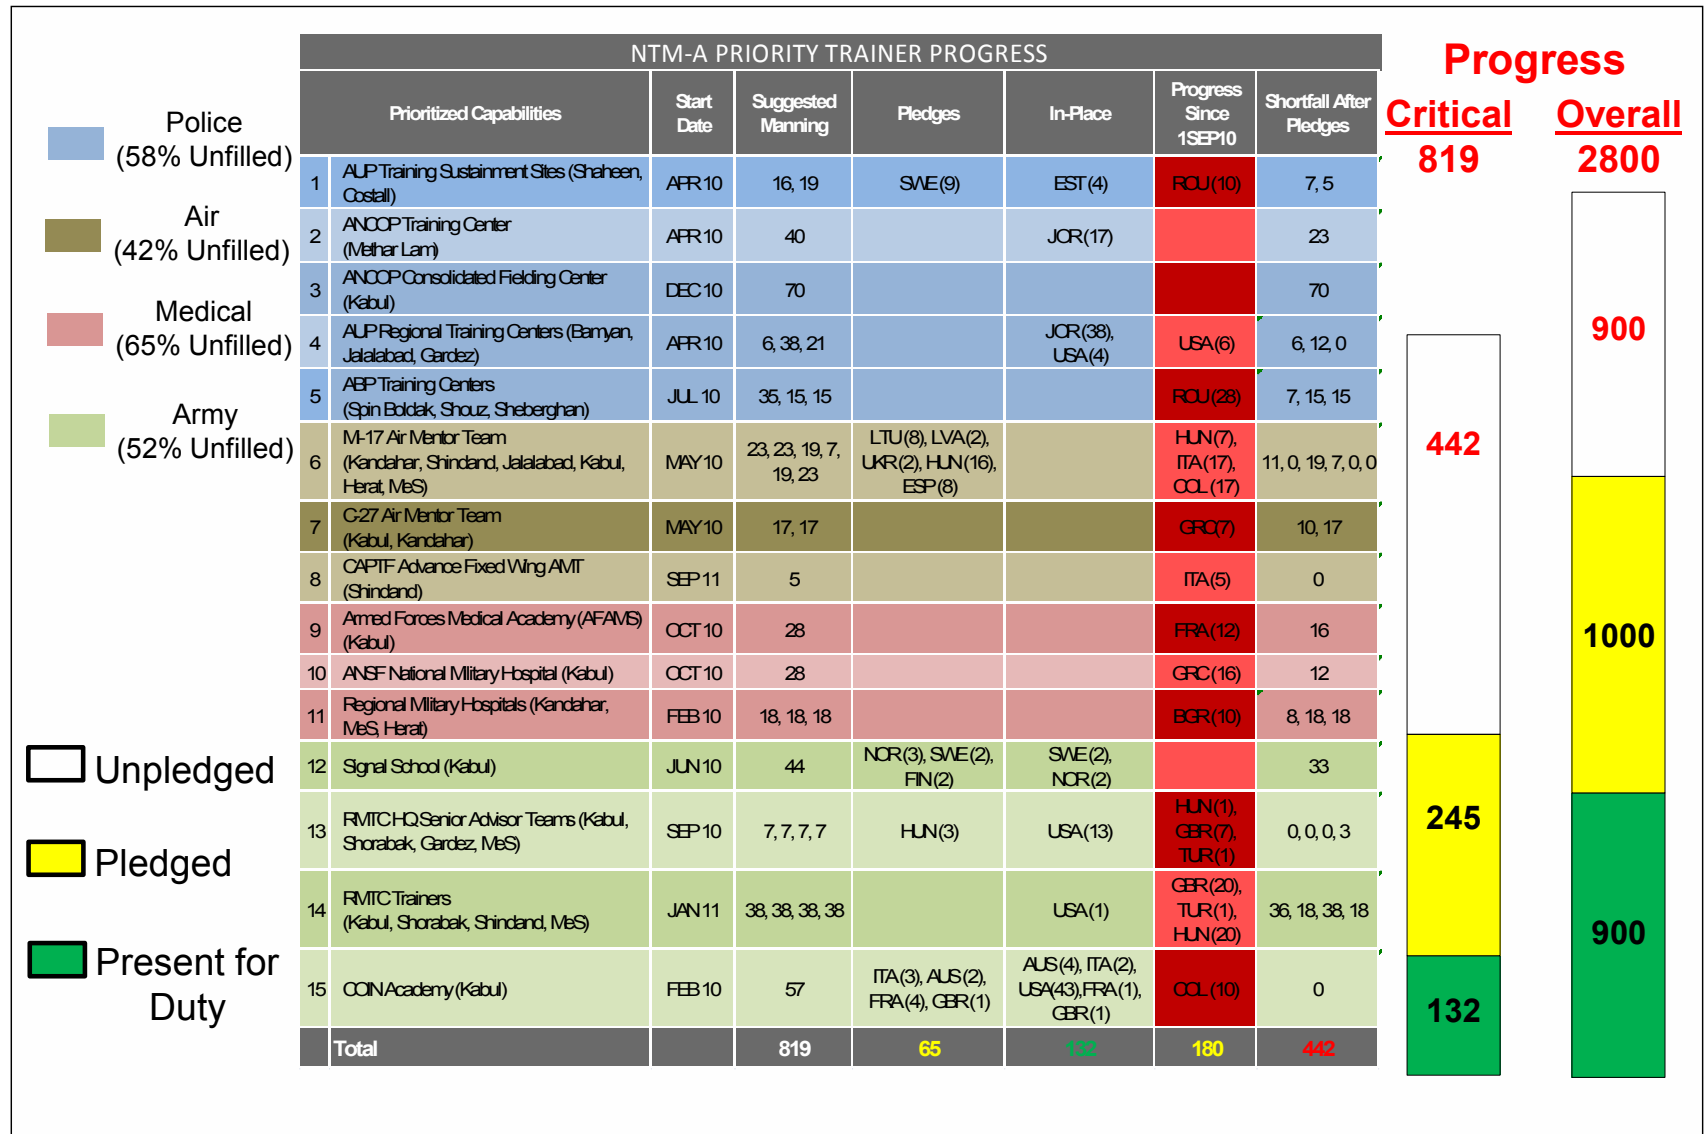 NTM-A PRIORITY TRAINER PROGRESS
Prioritized Capabilities
Start
Date
Suggested
Manning
Pledges
In-Place
Progress
Since
1SEP10
Shortfall After
Pledges
1
AUP Training Sustainment Sites (Shaheen,
Costall)
APR 10
16, 19
SWE (9)
EST (4)
ROU (10)
7, 5
2
ANCOP Training Center
(Methar Lam)
APR 10
40
JOR (17)
23
3
ANCOP Consolidated Fielding Center
(Kabul)
DEC 10
70
70
4
AUP Regional Training Centers (Bamyan,
Jalalabad, Gardez)
APR 10
6, 38, 21
JOR (38),
USA (4)
USA (6)
6, 12, 0
5
ABP Training Centers
(Spin Boldak, Shouz, Sheberghan)
JUL 10
35, 15, 15
ROU (28)
7, 15, 15
6
M-17 Air Mentor Team
(Kandahar, Shindand, Jalalabad, Kabul,
Herat, MeS)
MAY 10
23, 23, 19, 7,
19, 23
LTU (8), LVA (2),
UKR (2), HUN (16),
ESP (8)
HUN (7),
ITA (17),
COL (17)
11, 0, 19, 7, 0, 0
7
C-27 Air Mentor Team
(Kabul, Kandahar)
MAY 10
17, 17
GRC(7)
10, 17
8
CAPTF Advance Fixed Wing AMT
(Shindand)
SEP 11
5
ITA (5)
0
9
Armed Forces Medical Academy (AFAMS)
(Kabul)
OCT 10
28
FRA (12)
16
10
ANSF National Military Hospital (Kabul)
OCT 10
28
GRC (16)
12
11
Regional Military Hospitals (Kandahar,
MeS, Herat)
FEB 10
18, 18, 18
BGR (10)
8, 18, 18
12
Signal School (Kabul)
JUN 10
44
NOR (3), SWE (2),
FIN (2)
SWE (2),
NOR (2)
33
13
RMTC HQ Senior Advisor Teams (Kabul,
Shorabak, Gardez, MeS)
SEP 10
7, 7, 7, 7
HUN (3)
USA (13)
HUN (1),
GBR (7),
TUR (1)
0, 0, 0, 3
14
RMTC Trainers
(Kabul, Shorabak, Shindand, MeS)
JAN 11
38, 38, 38, 38
USA (1)
GBR (20),
TUR (1),
HUN (20)
36, 18, 38, 18
15
COIN Academy (Kabul)
FEB 10
57
ITA (3), AUS (2),
FRA (4), GBR (1)
AUS (4), ITA (2),
USA(43),FRA (1),
GBR (1)
COL (10)
0
Total
819
65
132
180
442
Police
(58% Unfilled)
Air
(42% Unfilled)
Medical
(65% Unfilled)
Army
(52% Unfilled)
Unpledged
Pledged
Present for
Duty
Progress
Critical
819
442
245
132
Overall
2800
900
1000
900